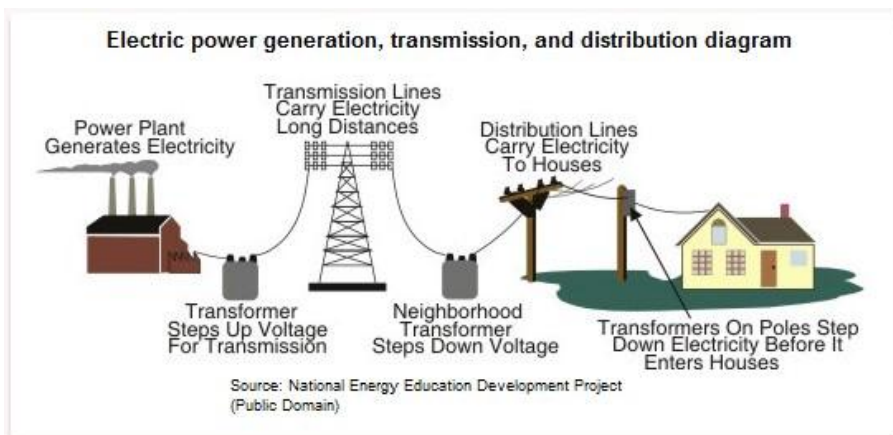 Electric power generation, transmission, and distribution diagram
Power Plant
Generates Electricity
Transmission Lines
Carry Electricity
Long Distances
Distribution Lines
Carry Electricity
To Houses
Transformer
Steps Up Voltage
For Transmission
Neighborhood
Transformer
Steps Down Voltage
Transformers On Poles Step
Down Electricity Before It
Enters Houses
Source: National Energy Education Development Project
(Public Domain)